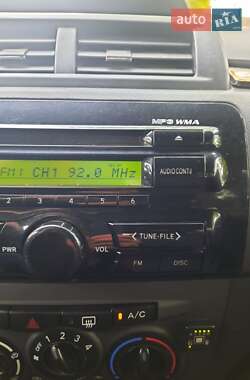 auto RIA
MP3 WMA
FM1 CH1 92.0 MHz
AUDIO CONT
1 2 3 4 5 6
TUNE·FILE
PWR VOL
FM DISC
A/C